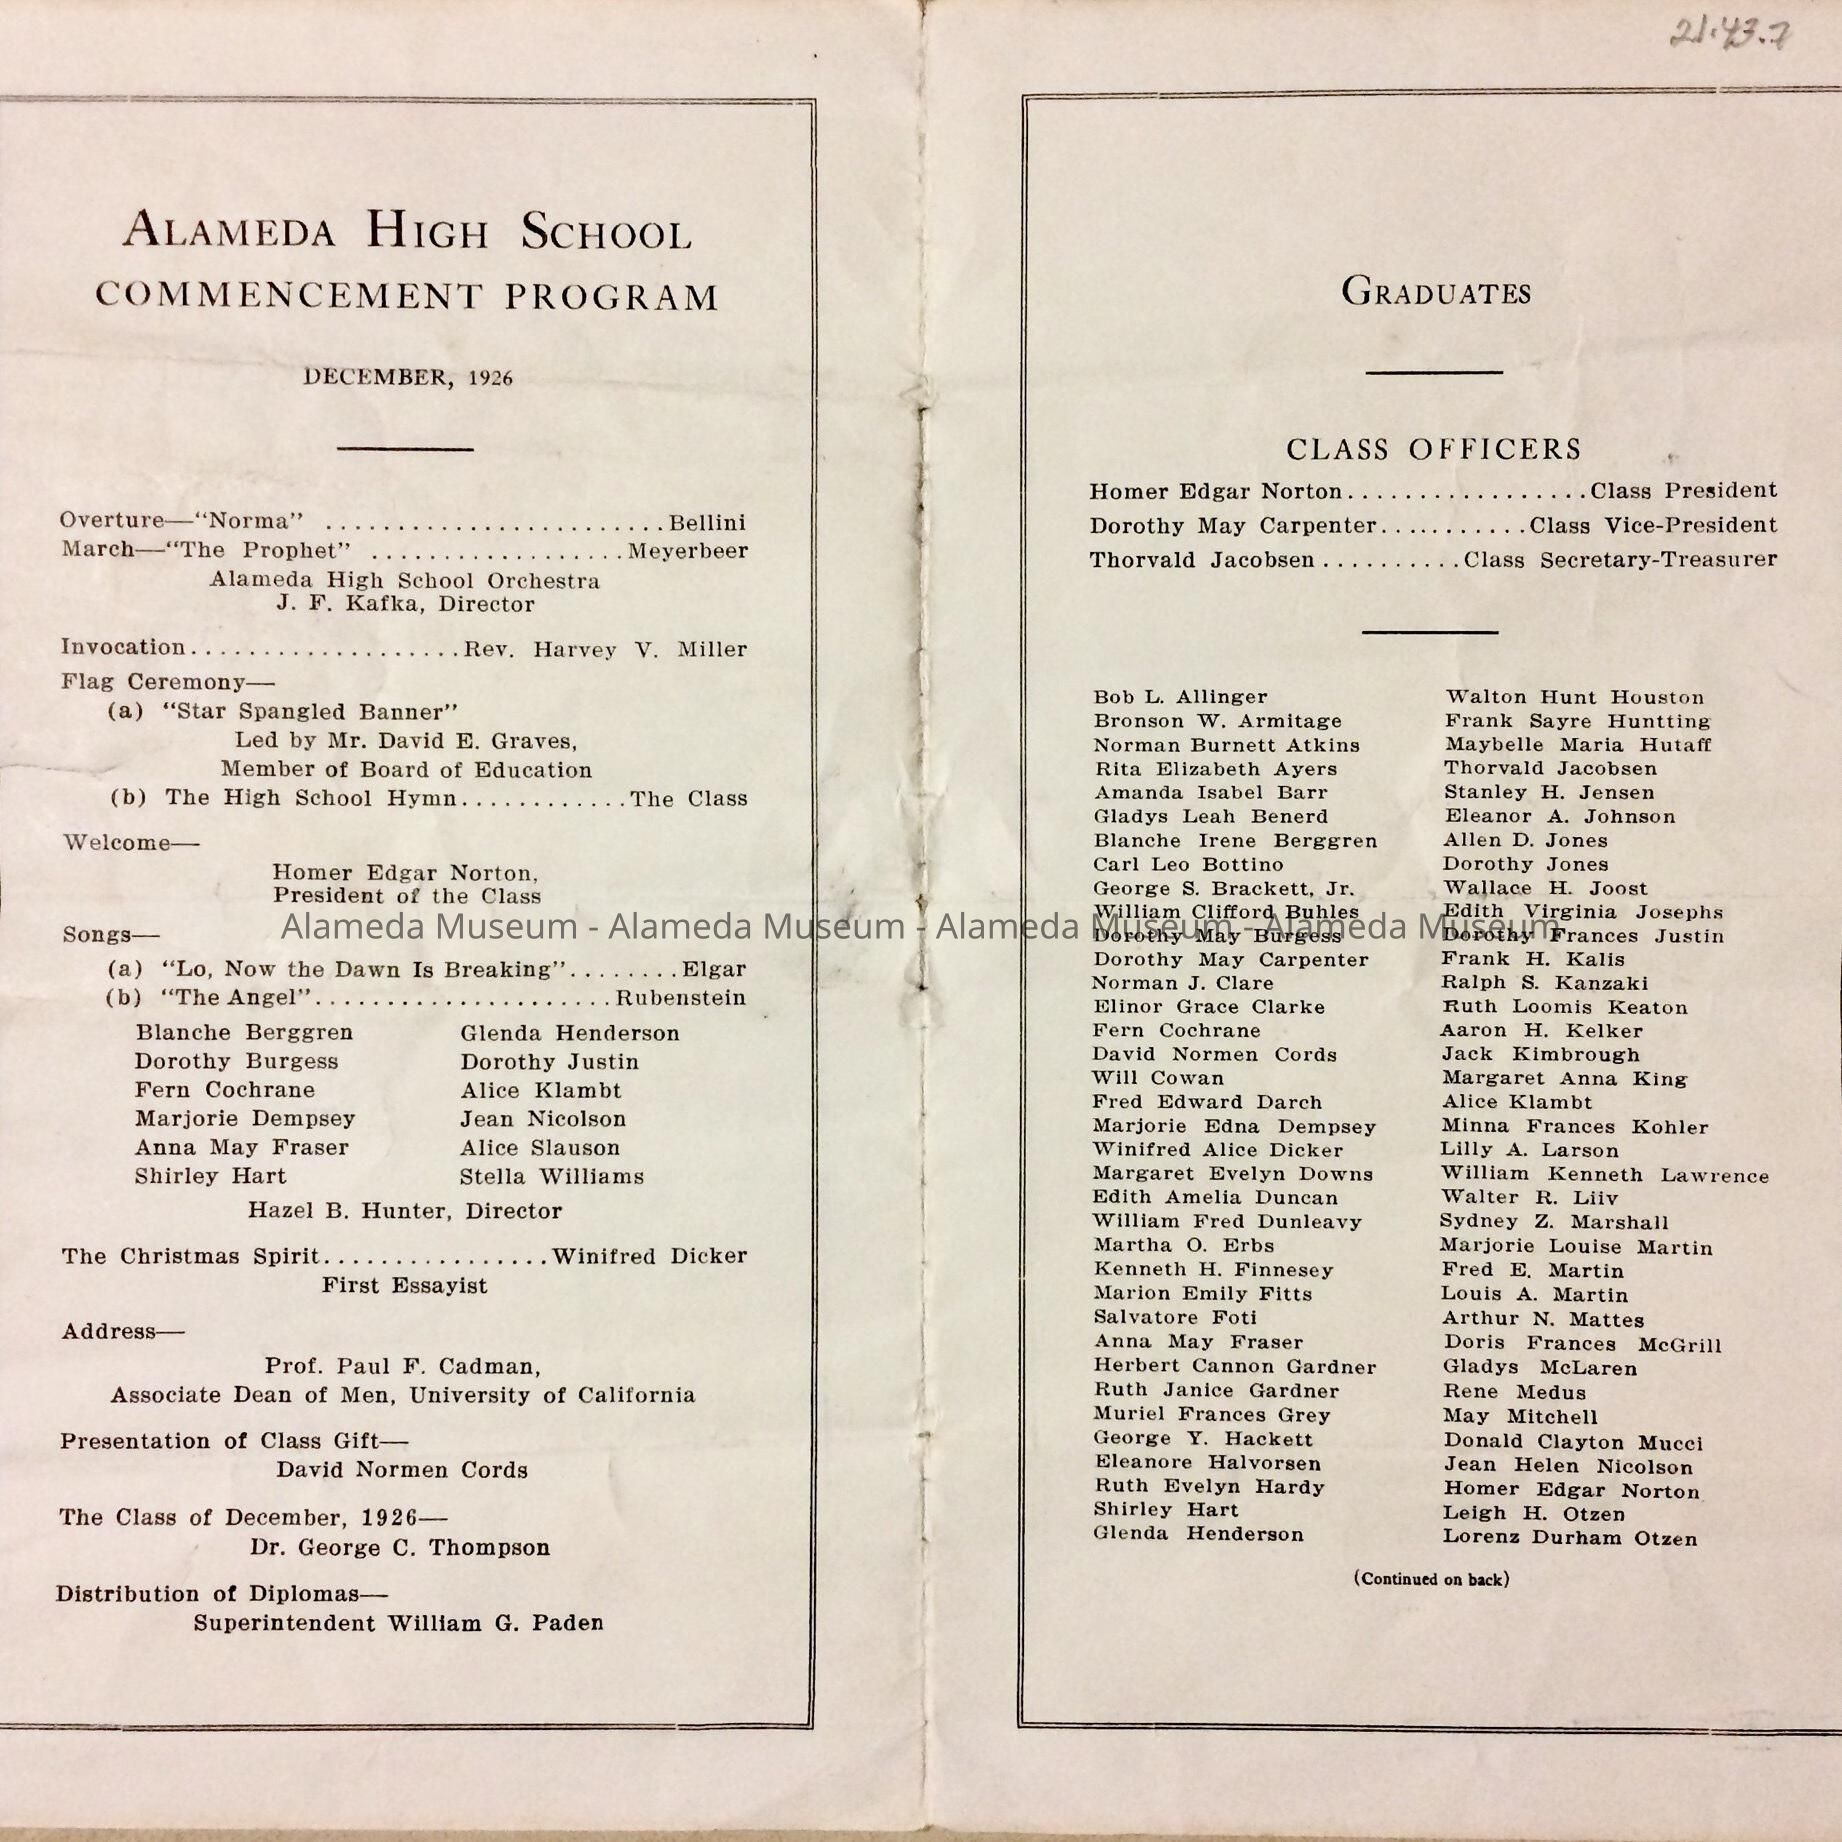 21.43.7
ALAMEDA HIGH SCHOOL
COMMENCEMENT PROGRAM
DECEMBER, 1926
Overture—“Norma” ........................Bellini
March—“The Prophet” ..................Meyerbeer
Alameda High School Orchestra
J. F. Kafka, Director
Invocation...................Rev. Harvey V. Miller
Flag Ceremony—
(a) “Star Spangled Banner”
Led by Mr. David E. Graves,
Member of Board of Education
(b) The High School Hymn............The Class
Welcome—
Homer Edgar Norton,
President of the Class
Songs—
(a) “Lo, Now the Dawn Is Breaking”........Elgar
(b) “The Angel”.....................Rubenstein
Blanche Berggren Glenda Henderson
Dorothy Burgess Dorothy Justin
Fern Cochrane Alice Klambt
Marjorie Dempsey Jean Nicolson
Anna May Fraser Alice Slauson
Shirley Hart Stella Williams
Hazel B. Hunter, Director
The Christmas Spirit................Winifred Dicker
First Essayist
Address—
Prof. Paul F. Cadman,
Associate Dean of Men, University of California
Presentation of Class Gift—
David Normen Cords
The Class of December, 1926—
Dr. George C. Thompson
Distribution of Diplomas—
Superintendent William G. Paden
GRADUATES
CLASS OFFICERS
Homer Edgar Norton.................Class President
Dorothy May Carpenter..........Class Vice-President
Thorvald Jacobsen..........Class Secretary-Treasurer
Bob L. Allinger
Bronson W. Armitage
Norman Burnett Atkins
Rita Elizabeth Ayers
Amanda Isabel Barr
Gladys Leah Benerd
Blanche Irene Berggren
Carl Leo Bottino
George S. Brackett, Jr.
William Clifford Buhles
Dorothy May Burgess
Dorothy May Carpenter
Norman J. Clare
Elinor Grace Clarke
Fern Cochrane
David Normen Cords
Will Cowan
Fred Edward Darch
Marjorie Edna Dempsey
Winifred Alice Dicker
Margaret Evelyn Downs
Edith Amelia Duncan
William Fred Dunleavy
Martha O. Erbs
Kenneth H. Finnesey
Marion Emily Fitts
Salvatore Foti
Anna May Fraser
Herbert Cannon Gardner
Ruth Janice Gardner
Muriel Frances Grey
George Y. Hackett
Eleanore Halvorsen
Ruth Evelyn Hardy
Shirley Hart
Glenda Henderson
Walton Hunt Houston
Frank Sayre Huntting
Maybelle Maria Hutaff
Thorvald Jacobsen
Stanley H. Jensen
Eleanor A. Johnson
Allen D. Jones
Dorothy Jones
Wallace H. Joost
Edith Virginia Josephs
Dorothy Frances Justin
Frank H. Kalis
Ralph S. Kanzaki
Ruth Loomis Keaton
Aaron H. Kelker
Jack Kimbrough
Margaret Anna King
Alice Klambt
Minna Frances Kohler
Lilly A. Larson
William Kenneth Lawrence
Walter R. Liiv
Sydney Z. Marshall
Marjorie Louise Martin
Fred E. Martin
Louis A. Martin
Arthur N. Mattes
Doris Frances McGrill
Gladys McLaren
Rene Medus
May Mitchell
Donald Clayton Mucci
Jean Helen Nicolson
Homer Edgar Norton
Leigh H. Otzen
Lorenz Durham Otzen
(Continued on back)
Alameda Museum - Alameda Museum - Alameda Museum - Alameda Museum